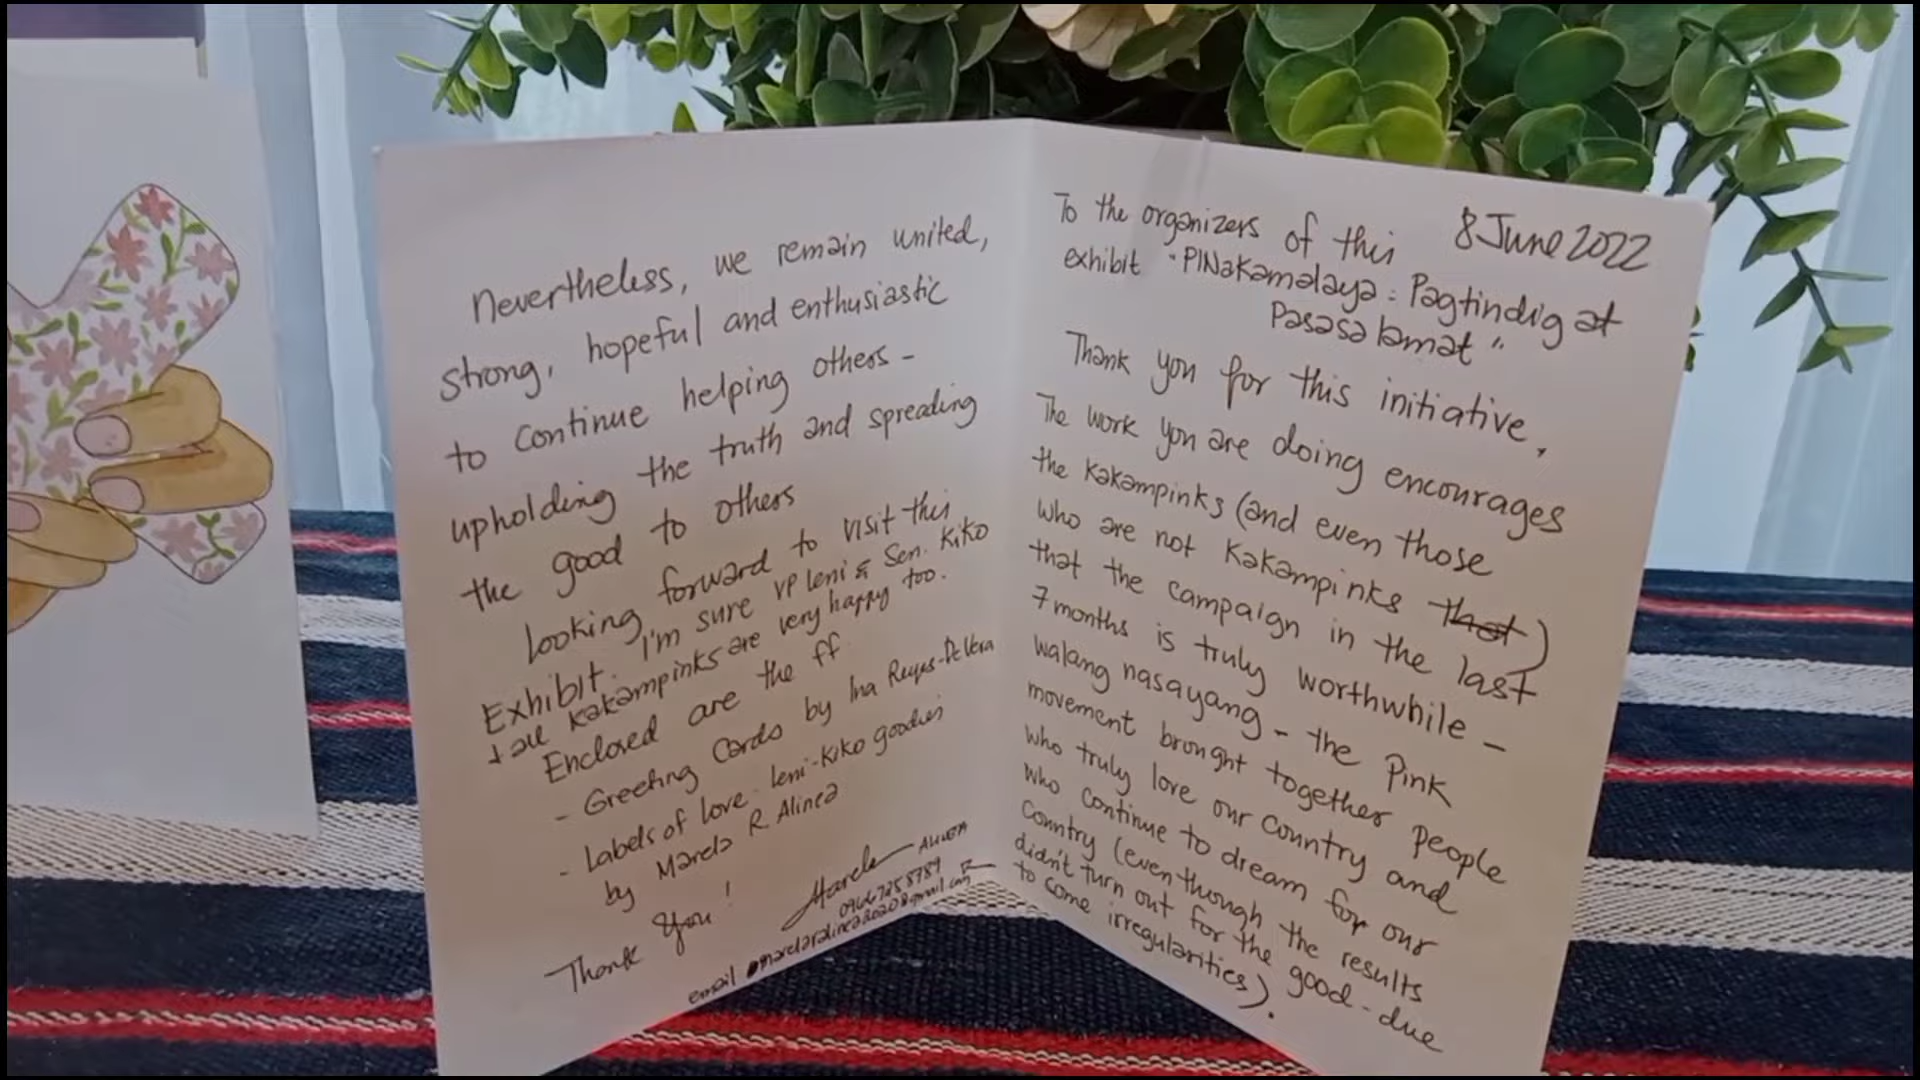 8 June 2022
To the organizers of this
exhibit "PINakamalaya: Pagtindig at
Pasasalamat"
Thank you for this initiative,
The work you are doing encourages
the kakampinks (and even those
who are not kakampinks that)
that the campaign in the last
7 months is truly worthwhile -
walang nasayang - the Pink
movement brought together people
who truly love our country and
who continue to dream for our
country (even though the results
didn't turn out for the good - due
to some irregularities).
Nevertheless, we remain united,
strong, hopeful and enthusiastic
to continue helping others -
upholding the truth and spreading
the good to others
Looking forward to visit this
Exhibit. I'm sure VP Leni & Sen. Kiko
+ all kakampinks are very happy too.
Enclosed are the ff
- Greeting Cards by Ina Reyes-De Vera
- Labels of love. Leni-Kiko goodies
by Marela R. Alinea
Thank You!
Marela ALINEA
email